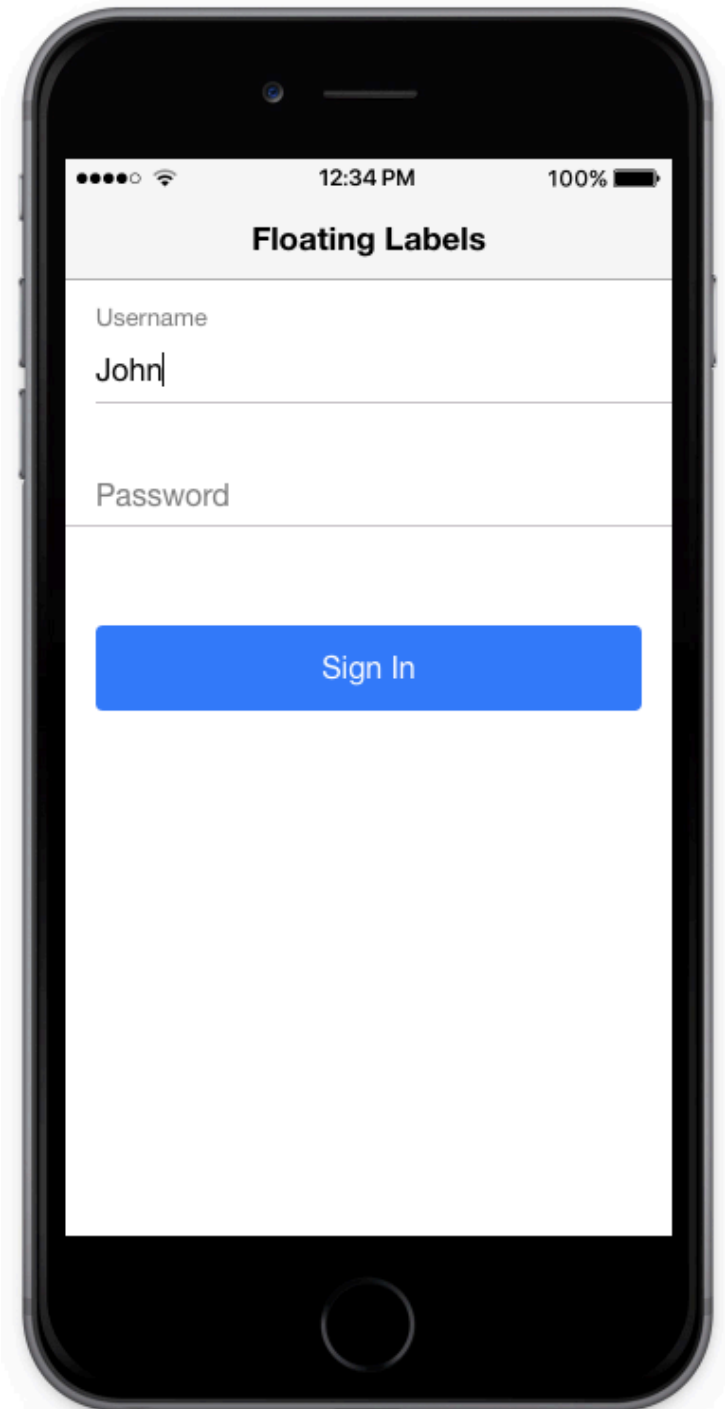 12:34 PM 100%
Floating Labels
Username
John
Password
Sign In